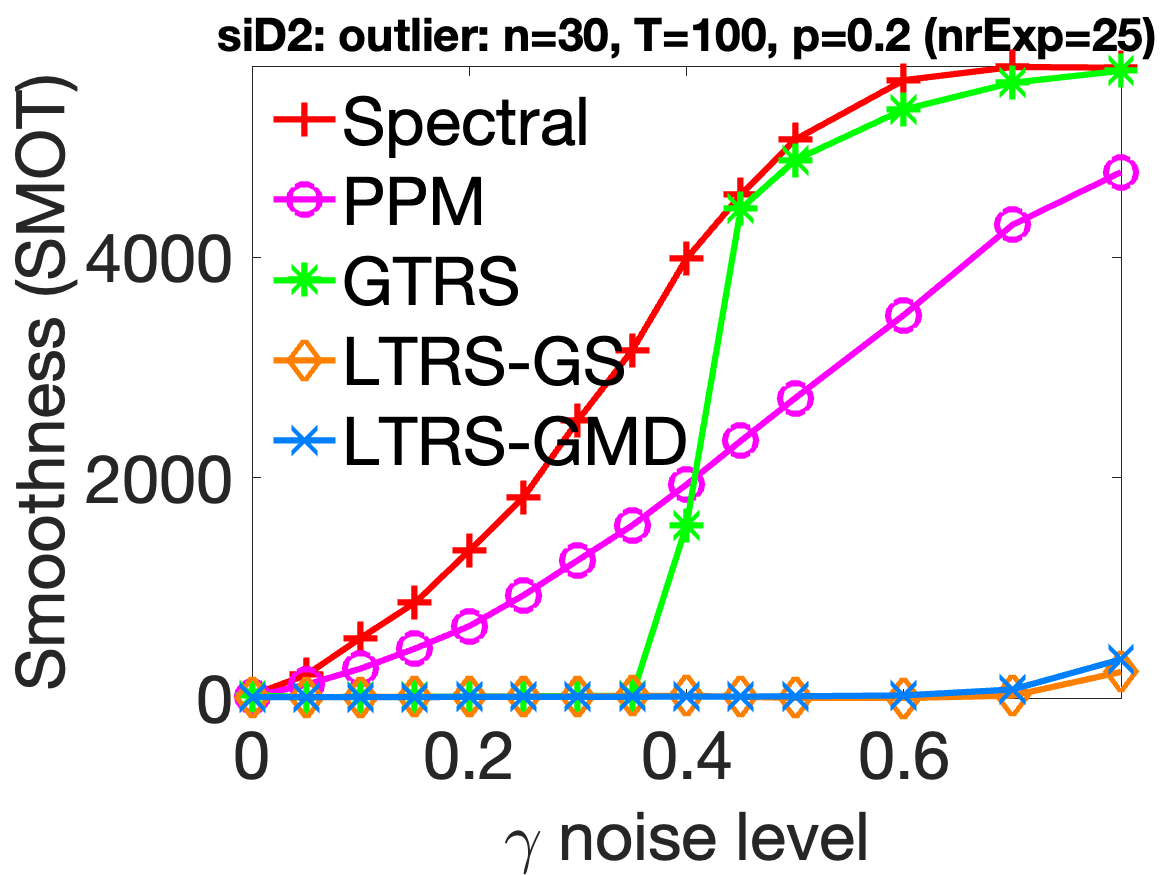 siD2: outlier: n=30, T=100, p=0.2 (nrExp=25)
Smoothness (SMOT)
Spectral
PPM
GTRS
LTRS-GS
LTRS-GMD
4000
2000
0
0 0.2 0.4 0.6
γ noise level